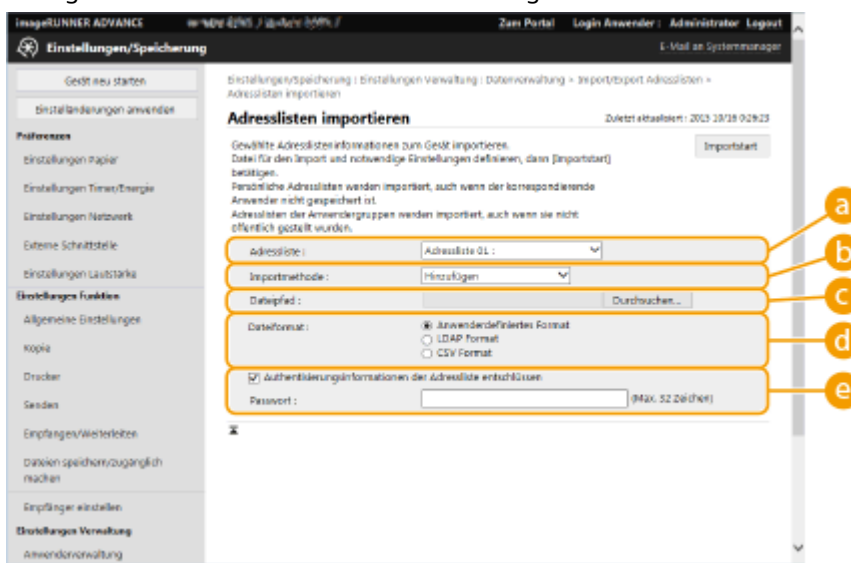 imageRUNNER ADVANCE
Zum Portal Login Anwender : Administrator Logout
Einstellungen/Speicherung
E-Mail an Systemmanager
Gerät neu starten
Einstelländerungen anwenden
Präferenzen
Einstellungen Papier
Einstellungen Timer/Energie
Einstellungen Netzwerk
Externe Schnittstelle
Einstellungen Lautstärke
Einstellungen Funktion
Allgemeine Einstellungen
Kopie
Drucker
Senden
Empfangen/Weiterleiten
Dateien speichern/zugänglich
machen
Empfänger einstellen
Einstellungen Verwaltung
Anwenderverwaltung
Einstellungen/Speicherung : Einstellungen Verwaltung : Datenverwaltung > Import/Export Adresslisten >
Adresslisten importieren
Adresslisten importieren
Zuletzt aktualisiert : 2015 10/16 0:29:23
Gewählte Adresslisteninformationen zum Gerät importieren.
Importstart
Datei für den Import und notwendige Einstellungen definieren, dann [Importstart]
betätigen.
Persönliche Adresslisten werden importiert, auch wenn der korrespondierende
Anwender nicht gespeichert ist.
Adresslisten der Anwendergruppen werden importiert, auch wenn sie nicht
öffentlich gestellt wurden.
Adressliste : Adressliste 01 :
a
Importmethode : Hinzufügen
b
Dateipfad : Durchsuchen...
c
Dateiformat : Anwenderdefiniertes Format
LDAP Format
CSV Format
d
Authentisierungsinformationen der Adressliste entschlüssen
Passwort : (Max. 32 Zeichen)
e